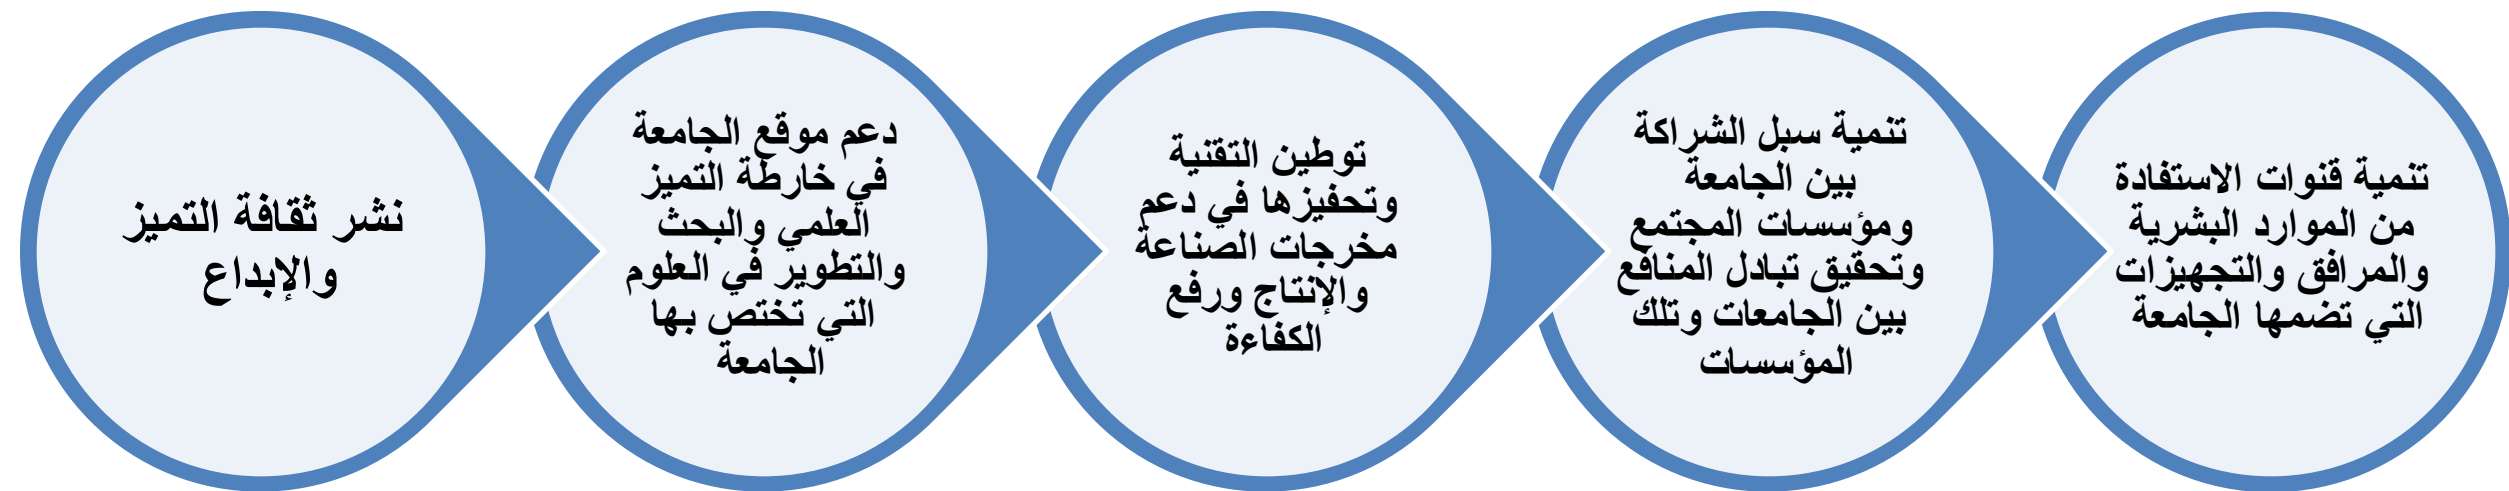 نشر ثقافة التميز
والإبداع
دعم موقع الجامعة
في خارطة التميز
العلمي والبحث
والتطوير في العلوم
التي تختص بها
الجامعة
توطين التقنية
وتحفيزها في دعم
مخرجات الصناعة
والإنتاج ورفع
الكفاءة
تنمية سبل الشراكة
بين الجامعة
ومؤسسات المجتمع
وتحقيق تبادل المنافع
بين الجامعات وتلك
المؤسسات
تنمية قنوات الاستفادة
من الموارد البشرية
والمرافق والتجهيزات
التي تضمها الجامعة